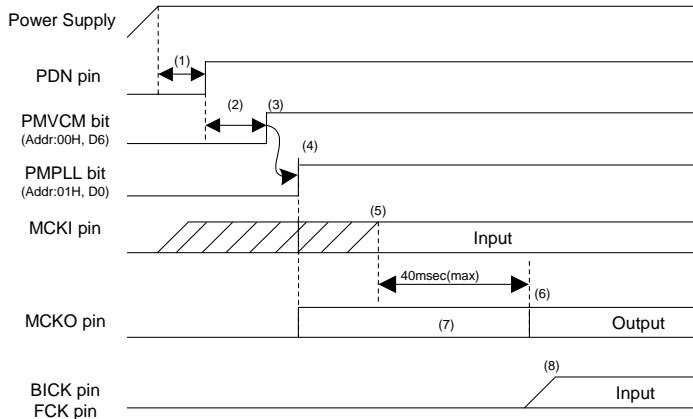 Power Supply
(1)
PDN pin
(2)
(3)
PMVCM bit
(Addr:00H, D6)
(4)
PMPLL bit
(Addr:01H, D0)
(5)
MCKI pin
Input
40msec(max)
(6)
MCKO pin
(7)
Output
(8)
BICK pin
FCK pin
Input